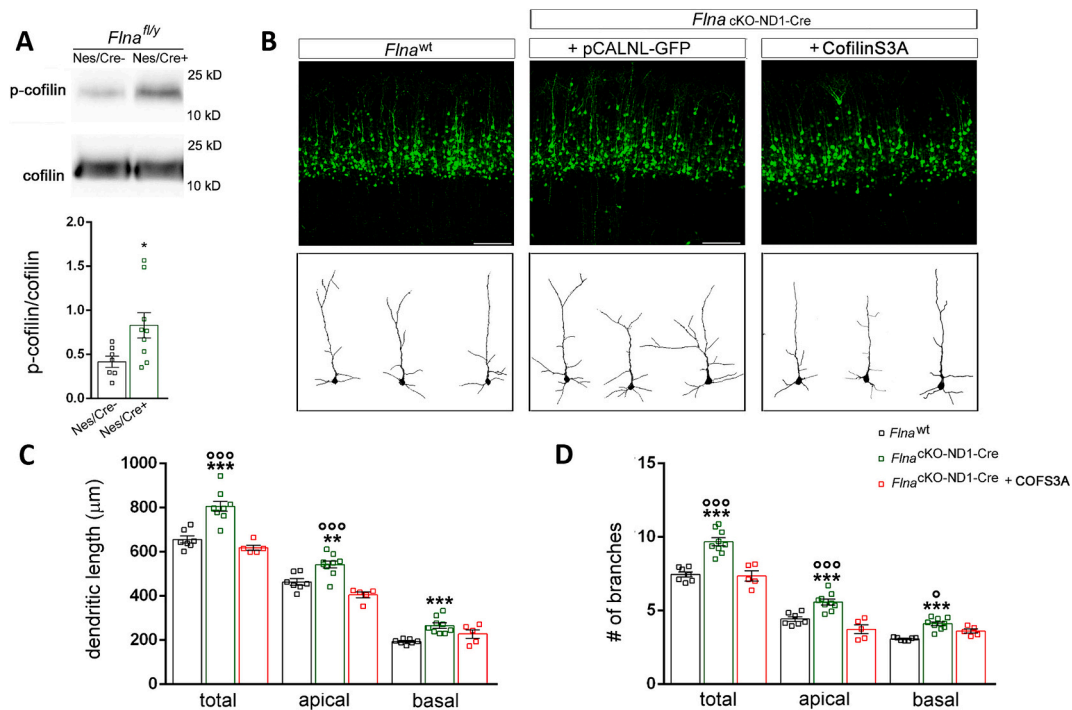 A
Flna fl/y
Nes/Cre- Nes/Cre+
p-cofilin
25 kD
10 kD
cofilin
25 kD
10 kD
p-cofilin/cofilin
2.0
1.5
1.0
0.5
0.0
*
Nes/Cre-
Nes/Cre+
B
Flna cKO-ND1-Cre
Flna wt
+ pCALNL-GFP
+ CofilinS3A
C
dendritic length (μm)
1000
800
600
400
200
0
°°°
***
°°°
**
***
total apical basal
D
Flna wt
Flna cKO-ND1-Cre
Flna cKO-ND1-Cre + COFS3A
# of branches
15
10
5
0
°°°
***
°°°
***
°
***
total apical basal